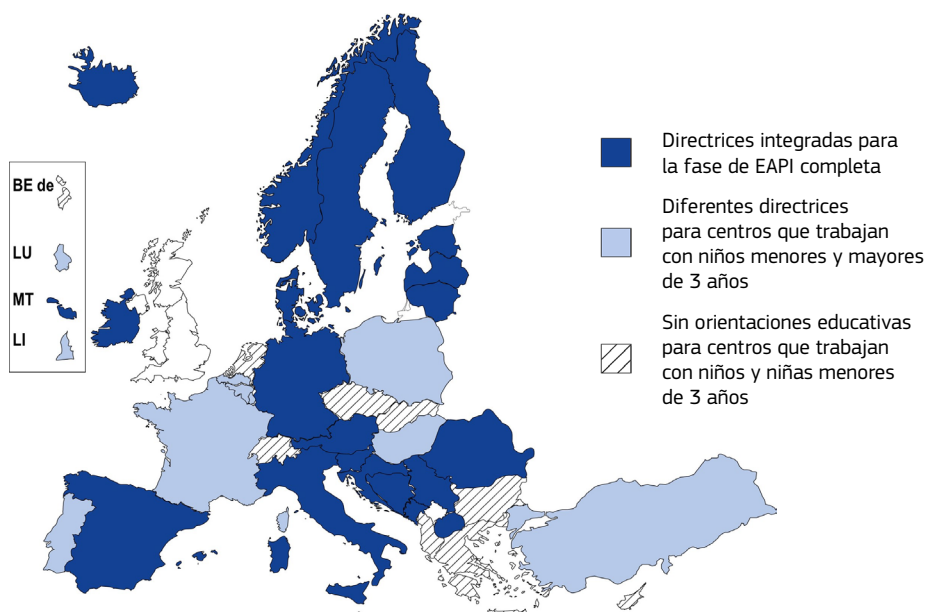 BE de
LU
MT
LI
Directrices integradas para
la fase de EAPI completa
Diferentes directrices
para centros que trabajan
con niños menores y mayores
de 3 años
Sin orientaciones educativas
para centros que trabajan
con niños y niñas menores
de 3 años